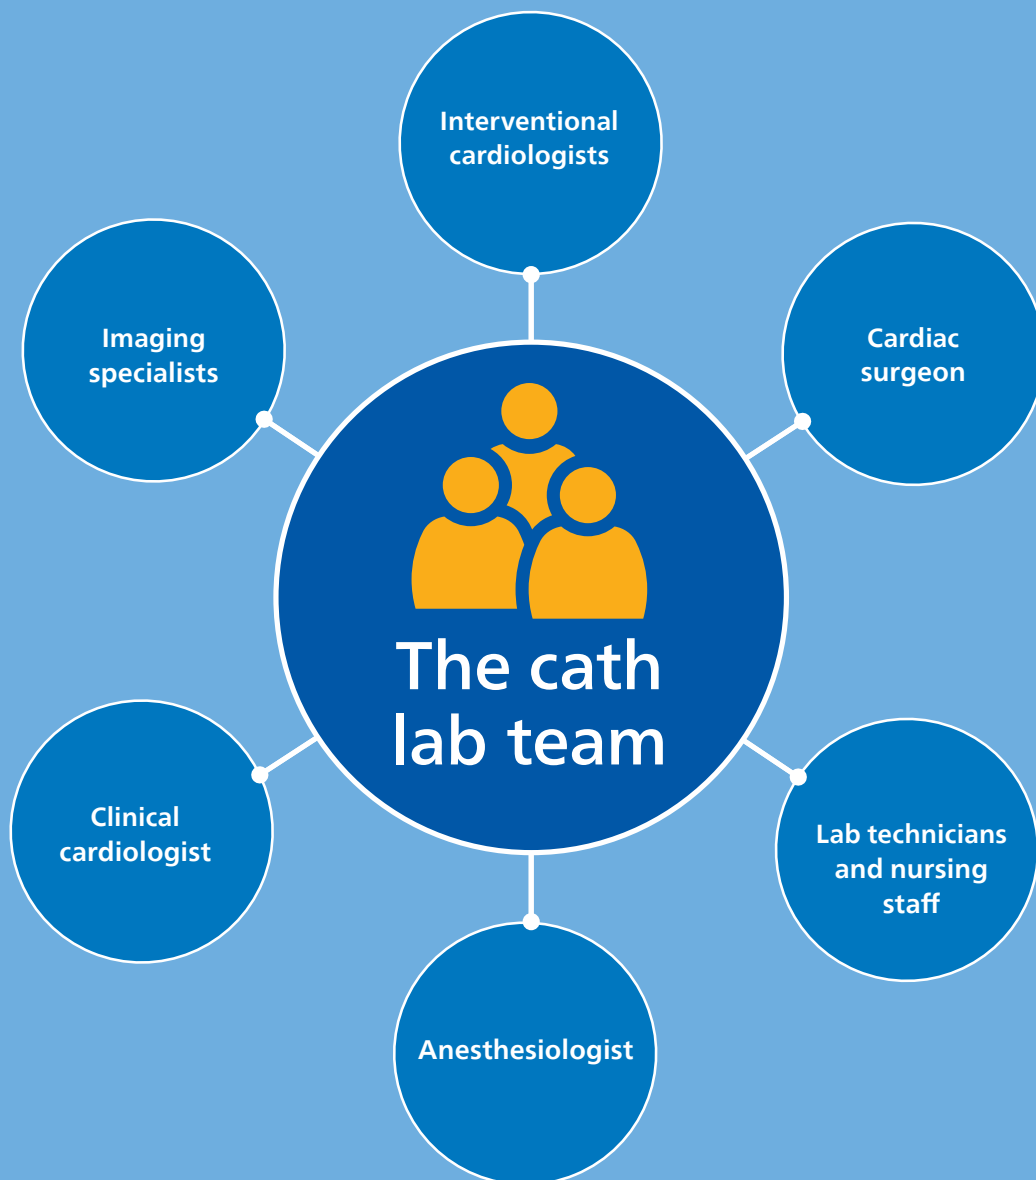 Interventional
cardiologists
Imaging
specialists
Cardiac
surgeon
The cath
lab team
Clinical
cardiologist
Lab technicians
and nursing
staff
Anesthesiologist